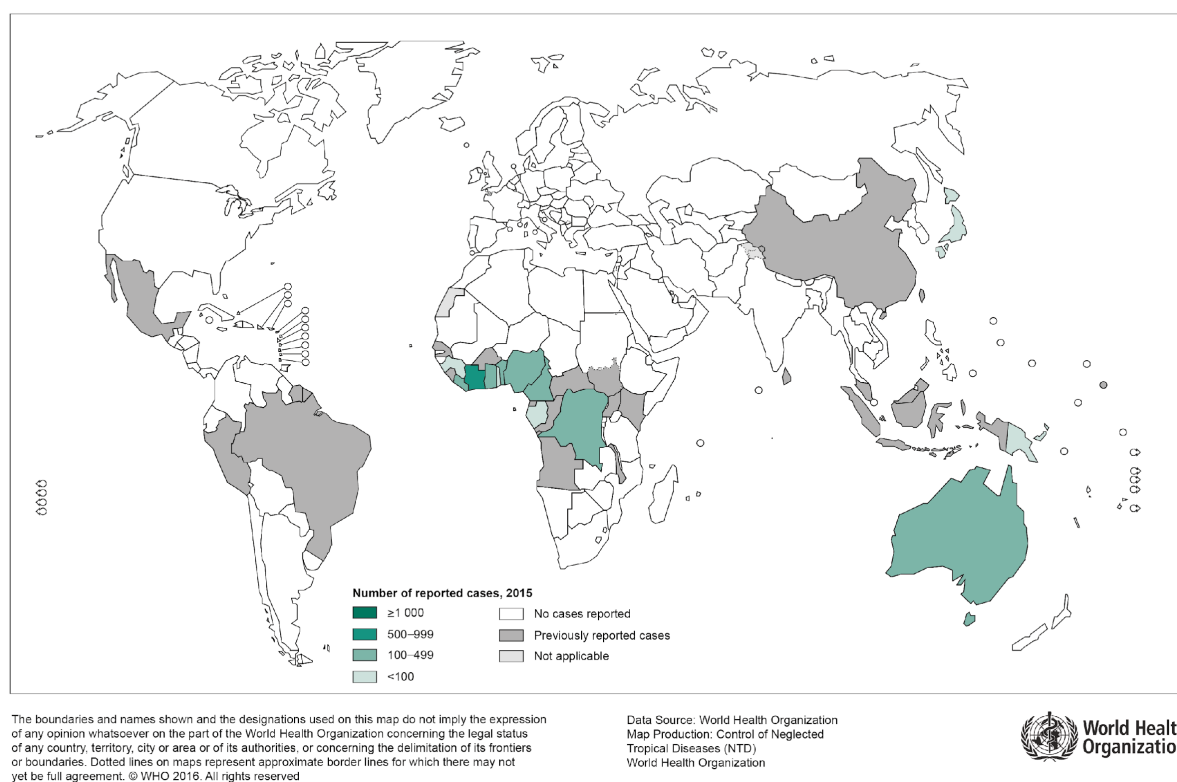 Number of reported cases, 2015
≥1 000
500–999
100–499
<100
No cases reported
Previously reported cases
Not applicable
The boundaries and names shown and the designations used on this map do not imply the expression
of any opinion whatsoever on the part of the World Health Organization concerning the legal status
of any country, territory, city or area or of its authorities, or concerning the delimitation of its frontiers
or boundaries. Dotted lines on maps represent approximate border lines for which there may not
yet be full agreement. © WHO 2016. All rights reserved
Data Source: World Health Organization
Map Production: Control of Neglected
Tropical Diseases (NTD)
World Health Organization
World Healt
Organizatio